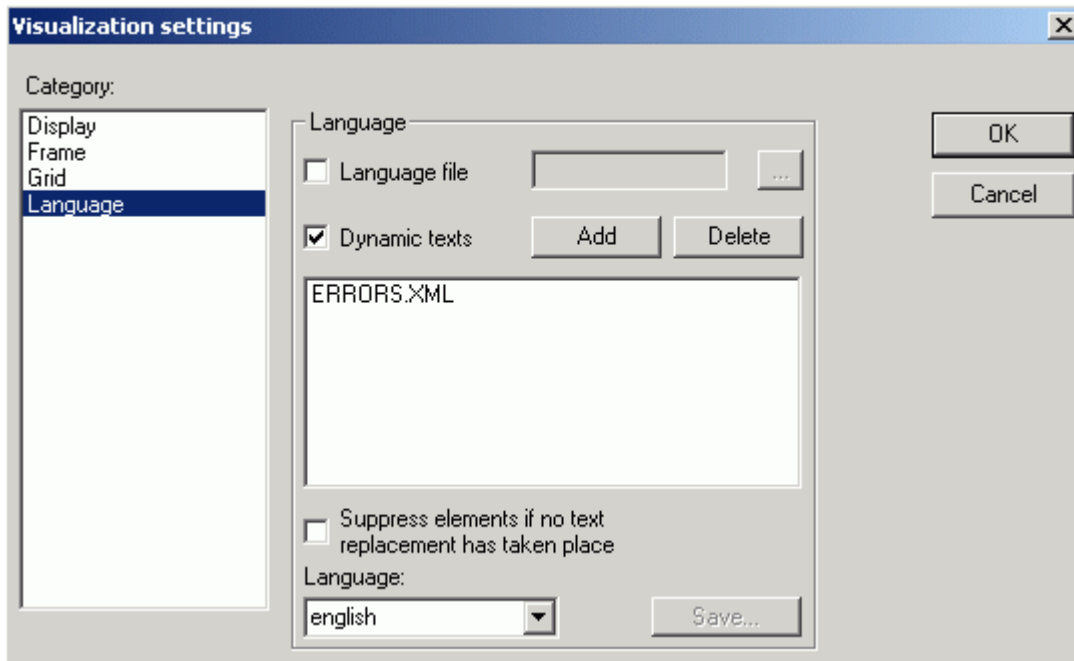 Visualization settings
Category:
Display
Frame
Grid
Language
Language
Language file
...
Dynamic texts
Add
Delete
ERRORS.XML
Suppress elements if no text
replacement has taken place
Language:
english
Save...
OK
Cancel